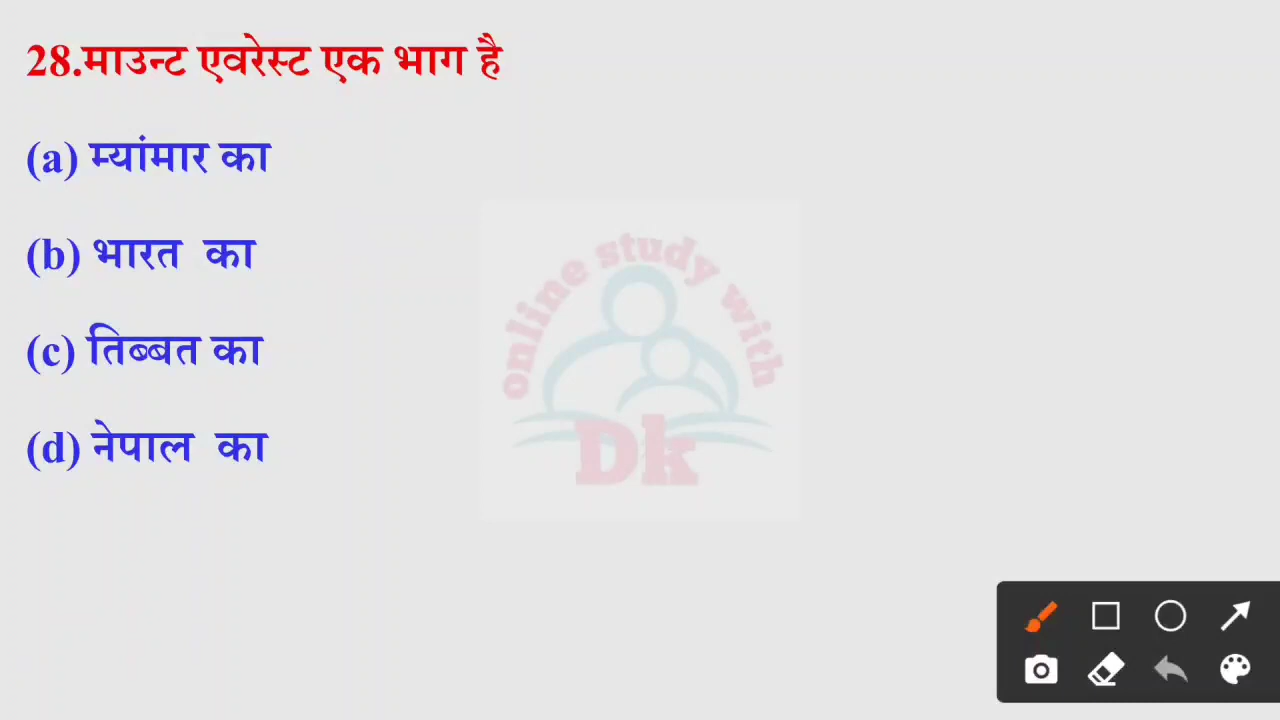 28.माउन्ट एवरेस्ट एक भाग है
(a) म्यांमार का
(b) भारत का
(c) तिब्बत का
(d) नेपाल का
online study with
Dk